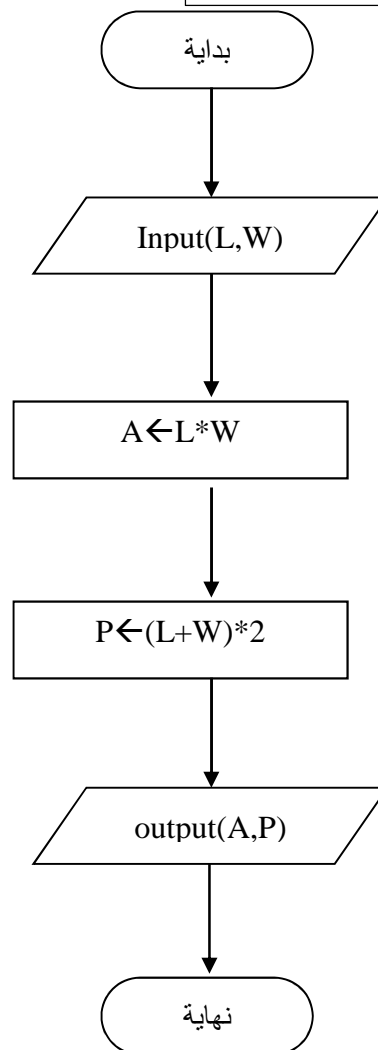 بداية
Input(L,W)
A←L*W
P←(L+W)*2
output(A,P)
نهاية